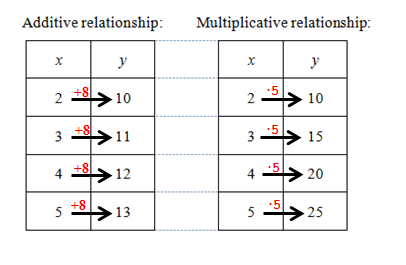 Additive relationship: Multiplicative relationship:
x y x y
2 +8 10 2 ·5 10
3 +8 11 3 ·5 15
4 +8 12 4 ·5 20
5 +8 13 5 ·5 25